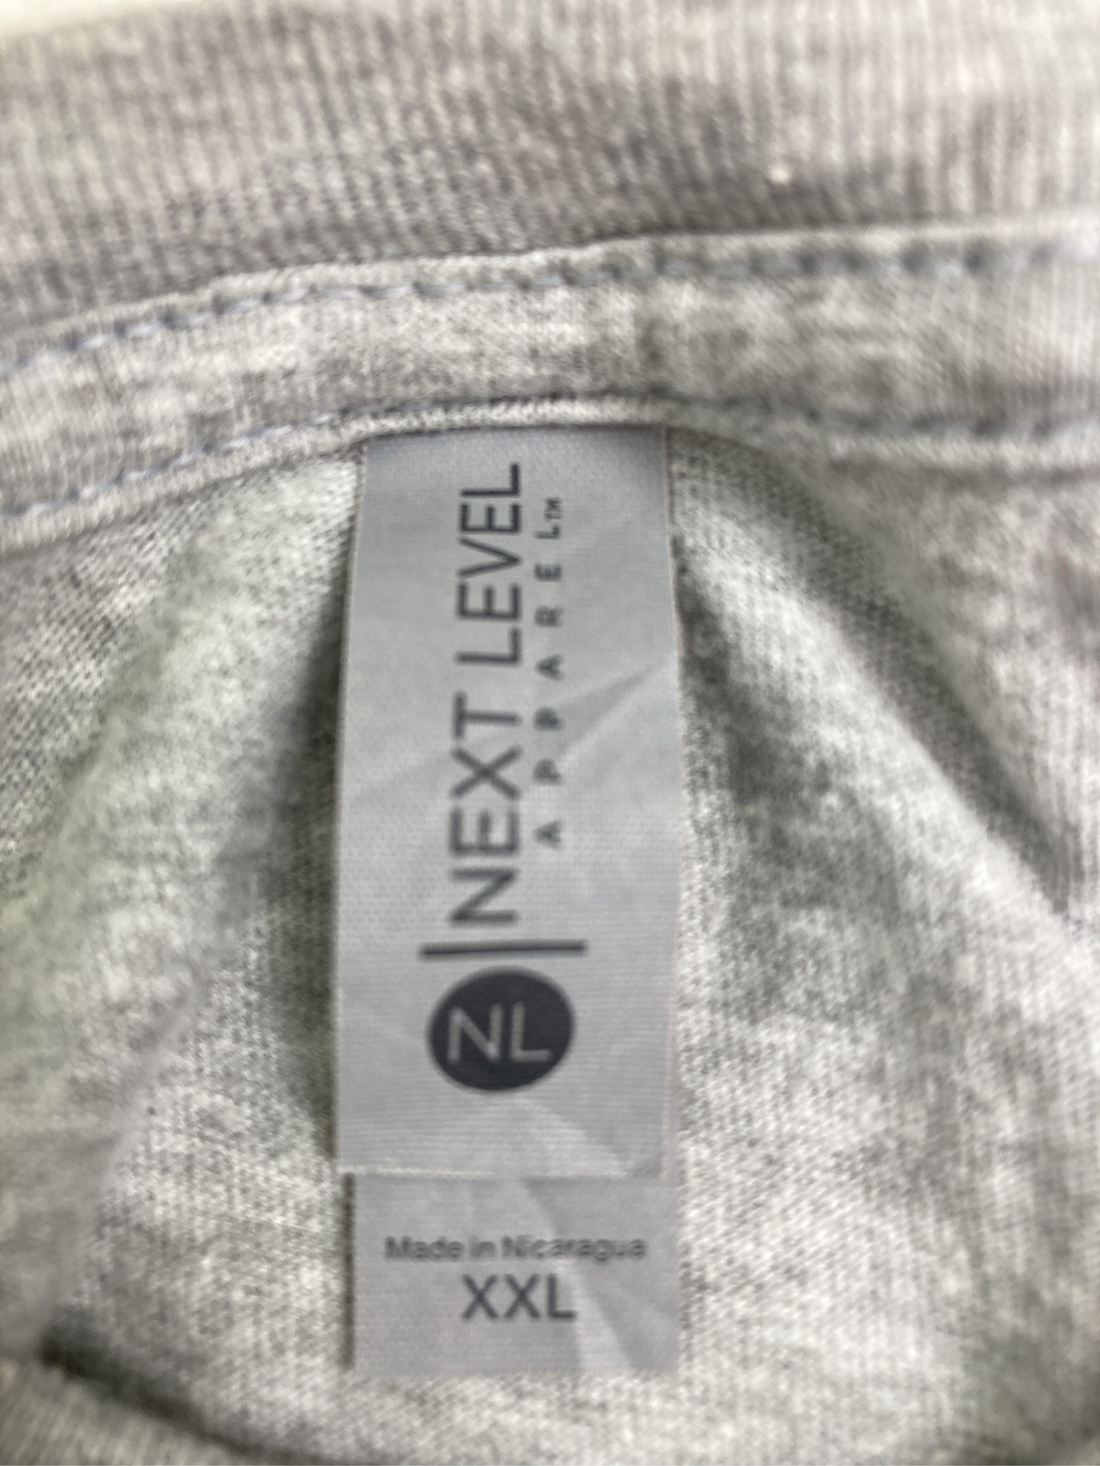 NL | NEXT LEVEL
APPAREL™
Made in Nicaragua
XXL